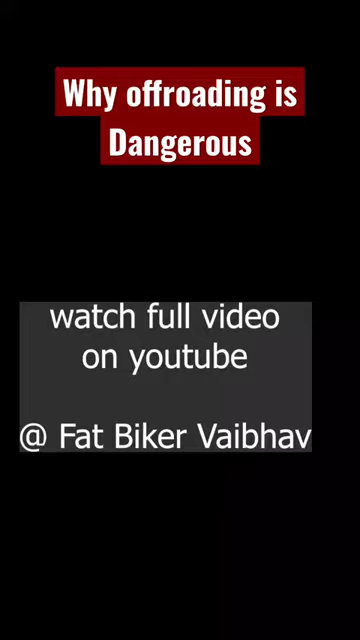 Why offroading is
Dangerous
watch full video
on youtube
@ Fat Biker Vaibhav